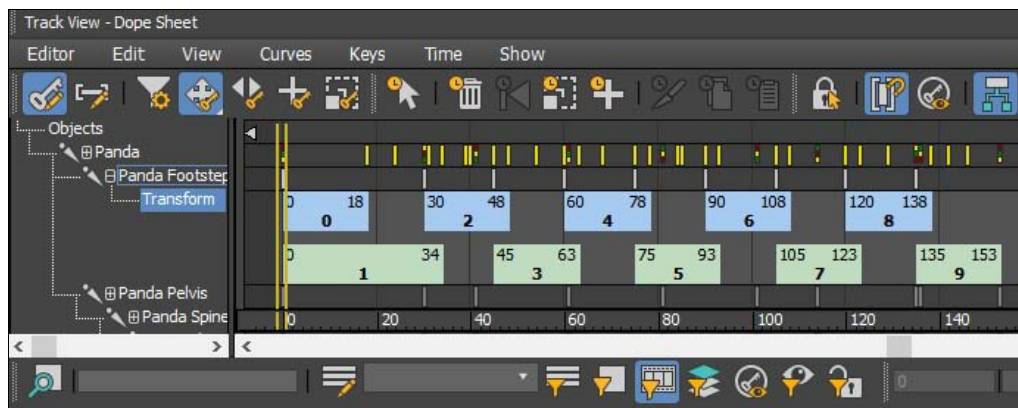 Track View - Dope Sheet
Editor Edit View Curves Keys Time Show
Objects
Panda
Panda Footstep
Transform
0 18 30 48 60 78 90 108 120 138
0 2 4 6 8
0 34 45 63 75 93 105 123 135 153
1 3 5 7 9
Panda Pelvis
Panda Spine
0 20 40 60 80 100 120 140
0